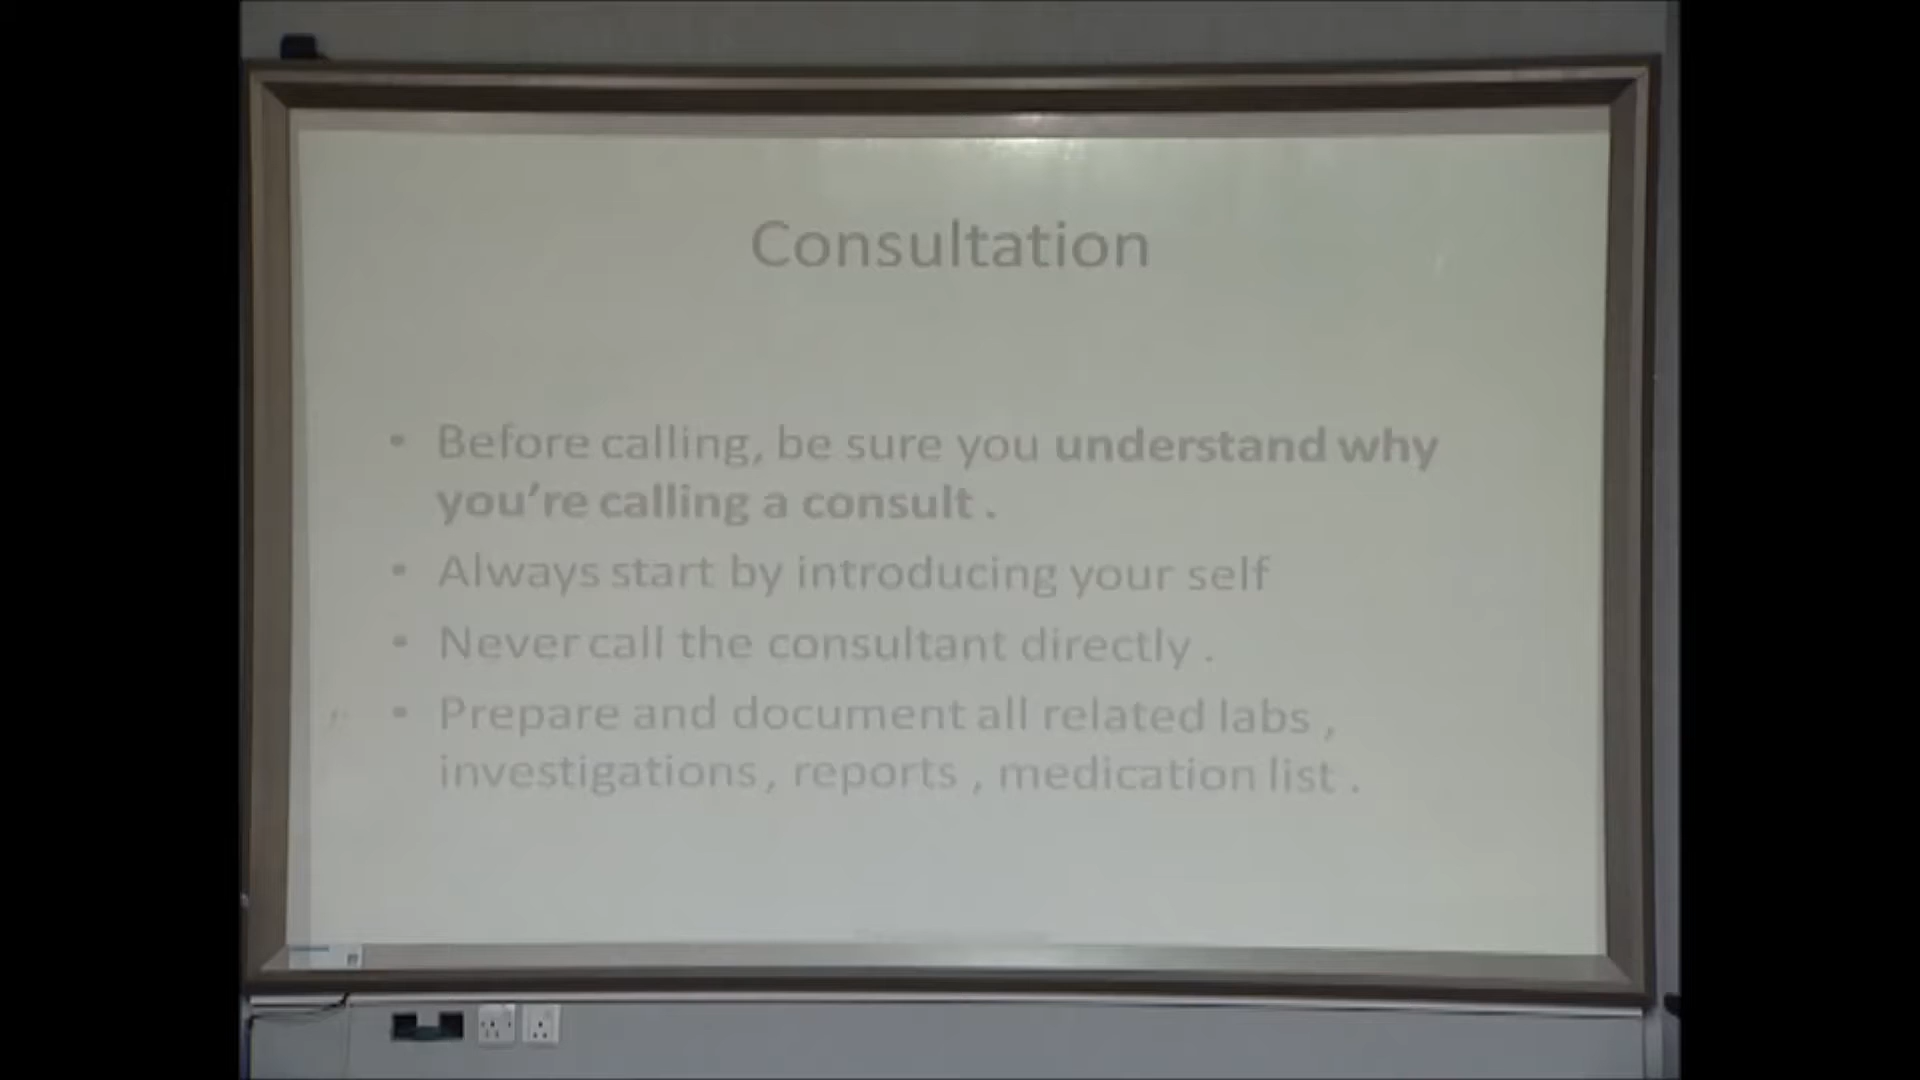 Consultation
• Before calling, be sure you understand why
you're calling a consult .
• Always start by introducing your self
• Never call the consultant directly .
• Prepare and document all related labs ,
investigations , reports , medication list .